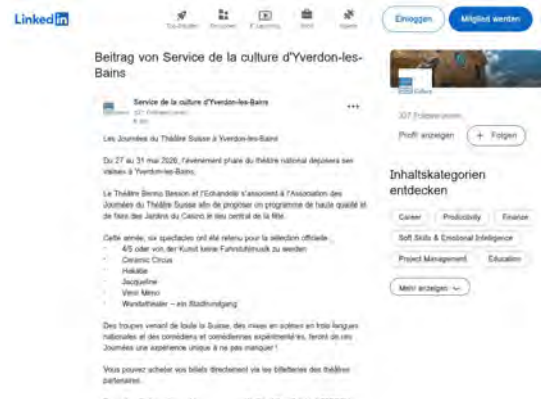 LinkedIn
Einloggen
Mitglied werden
Beitrag von Service de la culture d'Yverdon-les-
Bains
Service de la culture d'Yverdon-les-Bains
Les Journées du Théâtre Suisse à Yverdon-les-Bains
Du 27 au 31 mai 2026, l'événement phare du théâtre national déposera ses
valises à Yverdon-les-Bains.
Le Théâtre Benno Besson et l'Echandole s'associent à l'Association des
Journées du Théâtre Suisse afin de proposer un programme de haute qualité et
de faire des Jardins du Casino le lieu central de la fête.
Cette année, six spectacles ont été retenu pour la sélection officielle :
4/5 oder von der Kunst keine Fahrstuhlmusik zu werden
Ceramic Circus
Hekabe
Jacqueline
Vieni Meno
Wundatheater – ein Stadtrundgang
Des troupes venant de toute la Suisse, des mises en scènes en trois langues
nationales et des comédiens et comédiennes expérimenté·es, feront de ces
Journées une expérience unique à ne pas manquer !
Vous pouvez acheter vos billets directement via les billetteries des théâtres
partenaires.
Profil anzeigen
+ Folgen
Inhaltskategorien
entdecken
Career
Productivity
Finance
Soft Skills & Emotional Intelligence
Project Management
Education
Mehr anzeigen